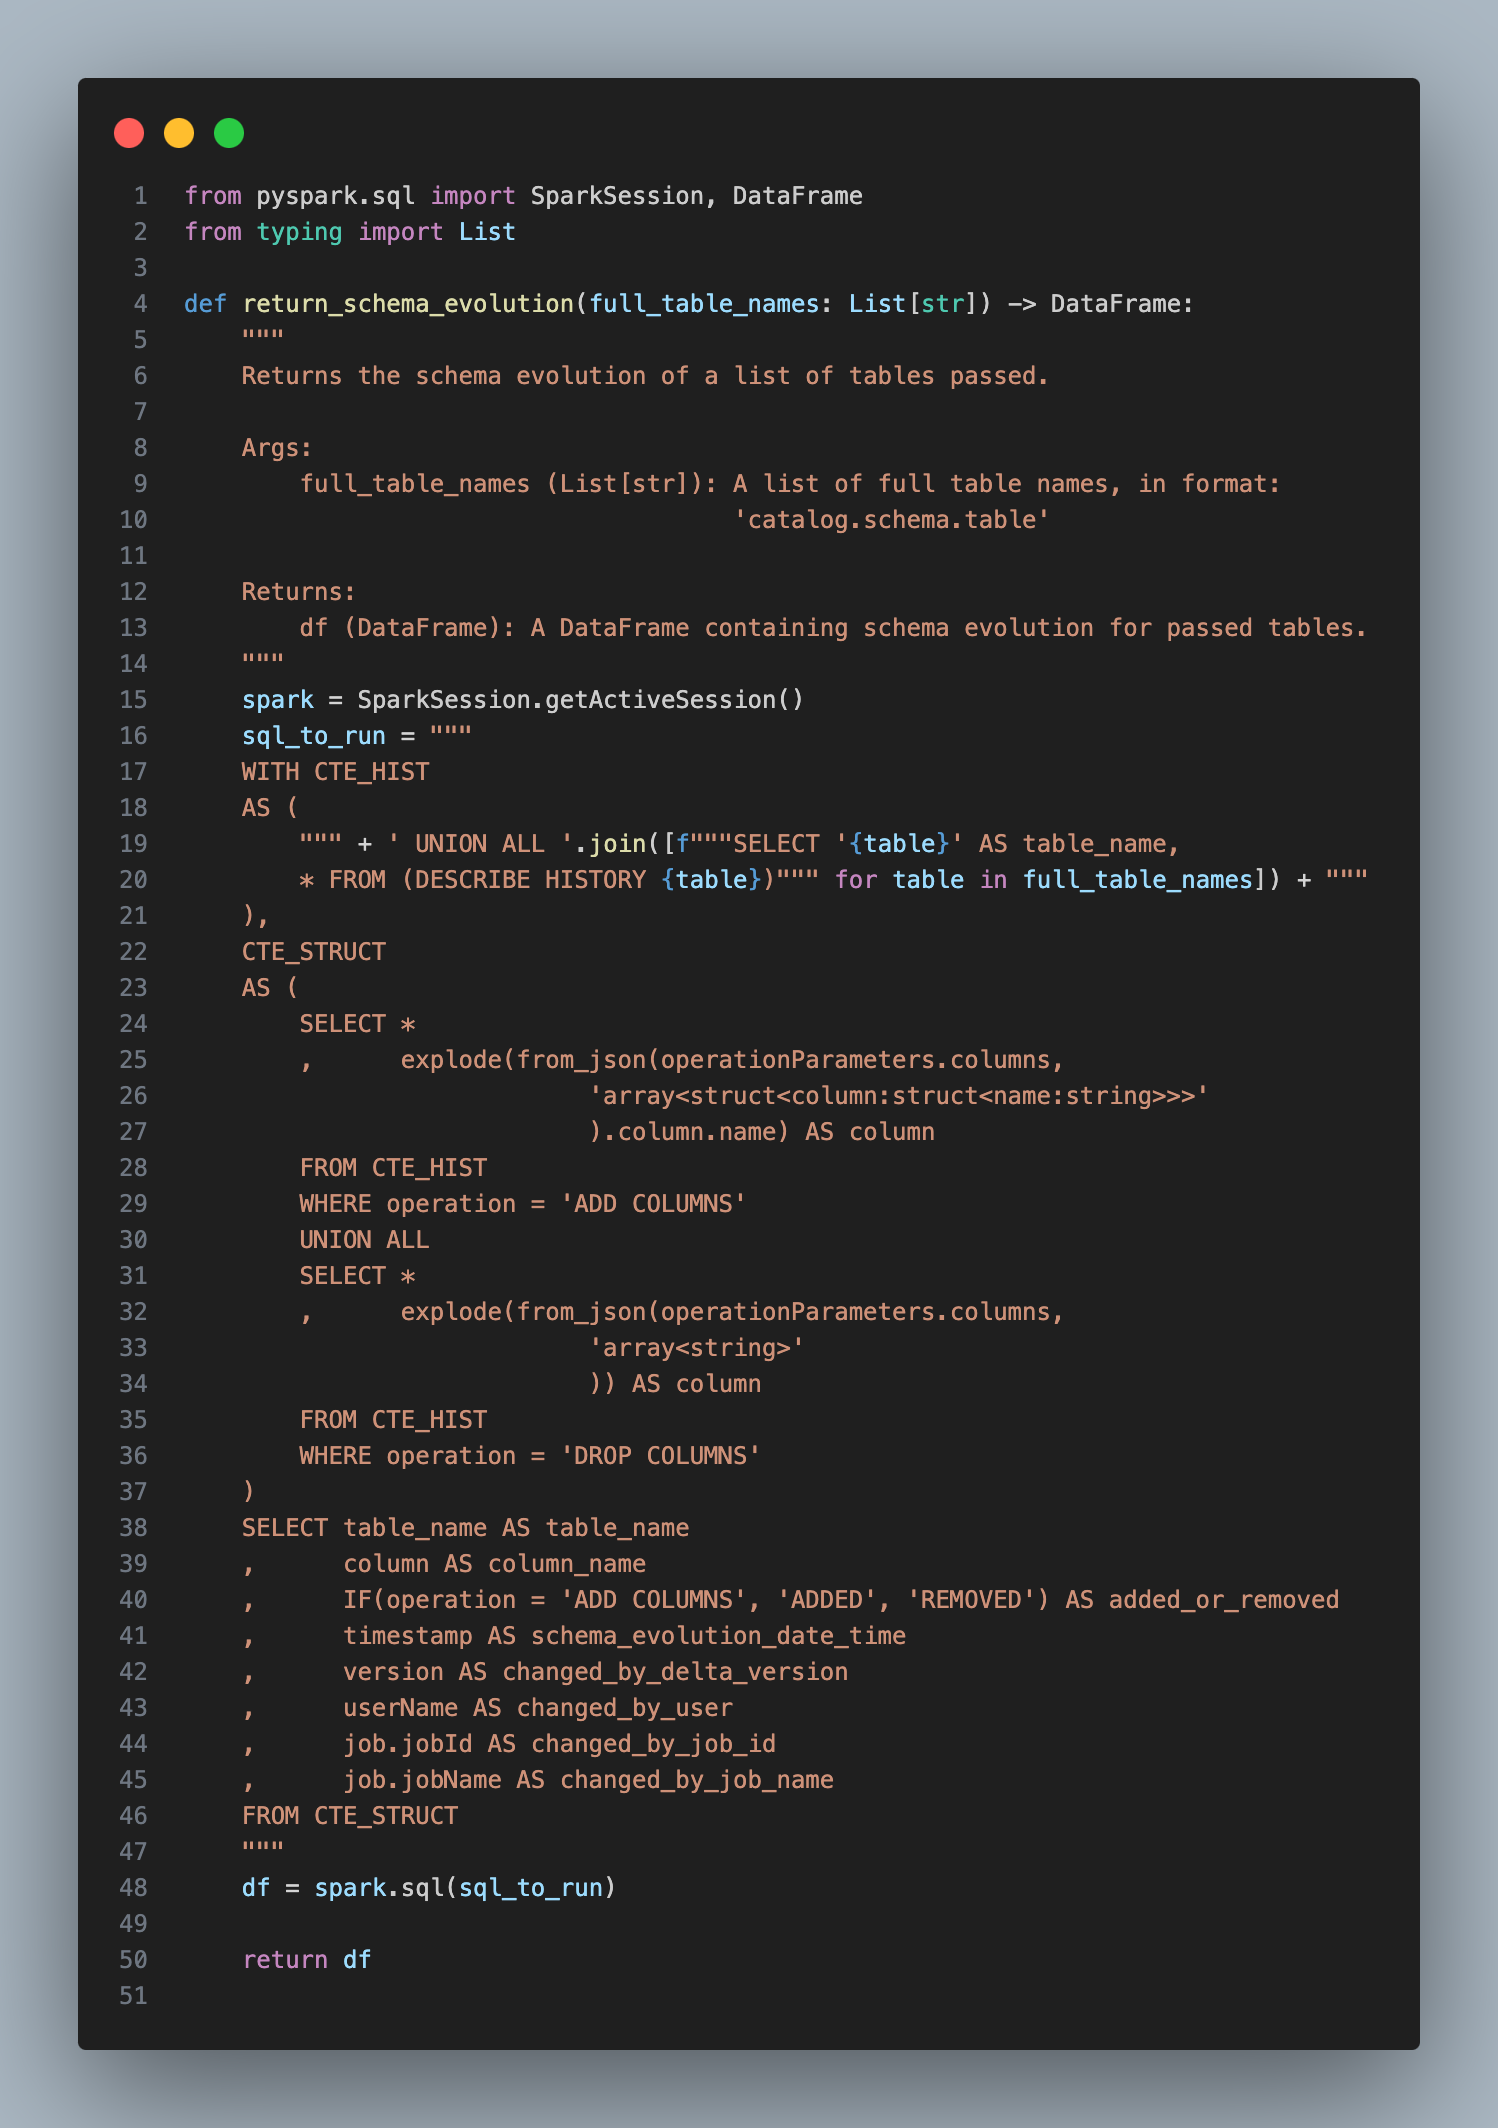 1 from pyspark.sql import SparkSession, DataFrame
2 from typing import List
3
4 def return_schema_evolution(full_table_names: List[str]) -> DataFrame:
5     """
6     Returns the schema evolution of a list of tables passed.
7
8     Args:
9         full_table_names (List[str]): A list of full table names, in format:
10                                       'catalog.schema.table'
11
12     Returns:
13         df (DataFrame): A DataFrame containing schema evolution for passed tables.
14     """
15     spark = SparkSession.getActiveSession()
16     sql_to_run = """
17     WITH CTE_HIST
18     AS (
19         """ + ' UNION ALL '.join([f"""SELECT '{table}' AS table_name,
20         * FROM (DESCRIBE HISTORY {table})""" for table in full_table_names]) + """
21     ),
22     CTE_STRUCT
23     AS (
24         SELECT *
25         ,      explode(from_json(operationParameters.columns,
26                             'array<struct<column:struct<name:string>>>'
27                             ).column.name) AS column
28         FROM CTE_HIST
29         WHERE operation = 'ADD COLUMNS'
30         UNION ALL
31         SELECT *
32         ,      explode(from_json(operationParameters.columns,
33                             'array<string>'
34                             )) AS column
35         FROM CTE_HIST
36         WHERE operation = 'DROP COLUMNS'
37     )
38     SELECT table_name AS table_name
39     ,      column AS column_name
40     ,      IF(operation = 'ADD COLUMNS', 'ADDED', 'REMOVED') AS added_or_removed
41     ,      timestamp AS schema_evolution_date_time
42     ,      version AS changed_by_delta_version
43     ,      userName AS changed_by_user
44     ,      job.jobId AS changed_by_job_id
45     ,      job.jobName AS changed_by_job_name
46     FROM CTE_STRUCT
47     """
48     df = spark.sql(sql_to_run)
49
50     return df
51